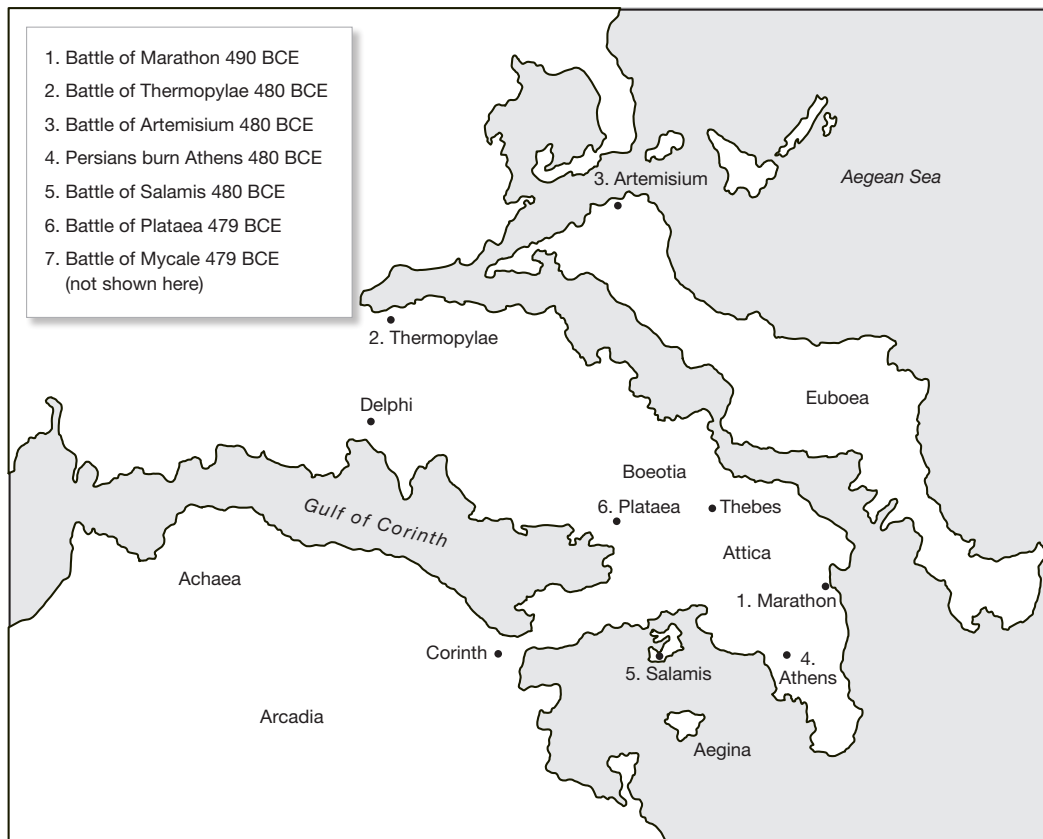 1. Battle of Marathon 490 BCE
2. Battle of Thermopylae 480 BCE
3. Battle of Artemisium 480 BCE
4. Persians burn Athens 480 BCE
5. Battle of Salamis 480 BCE
6. Battle of Plataea 479 BCE
7. Battle of Mycale 479 BCE
(not shown here)
3. Artemisium
Aegean Sea
2. Thermopylae
Euboea
Delphi
Boeotia
6. Plataea
Thebes
Gulf of Corinth
Attica
Achaea
1. Marathon
Corinth
5. Salamis
4.
Athens
Arcadia
Aegina